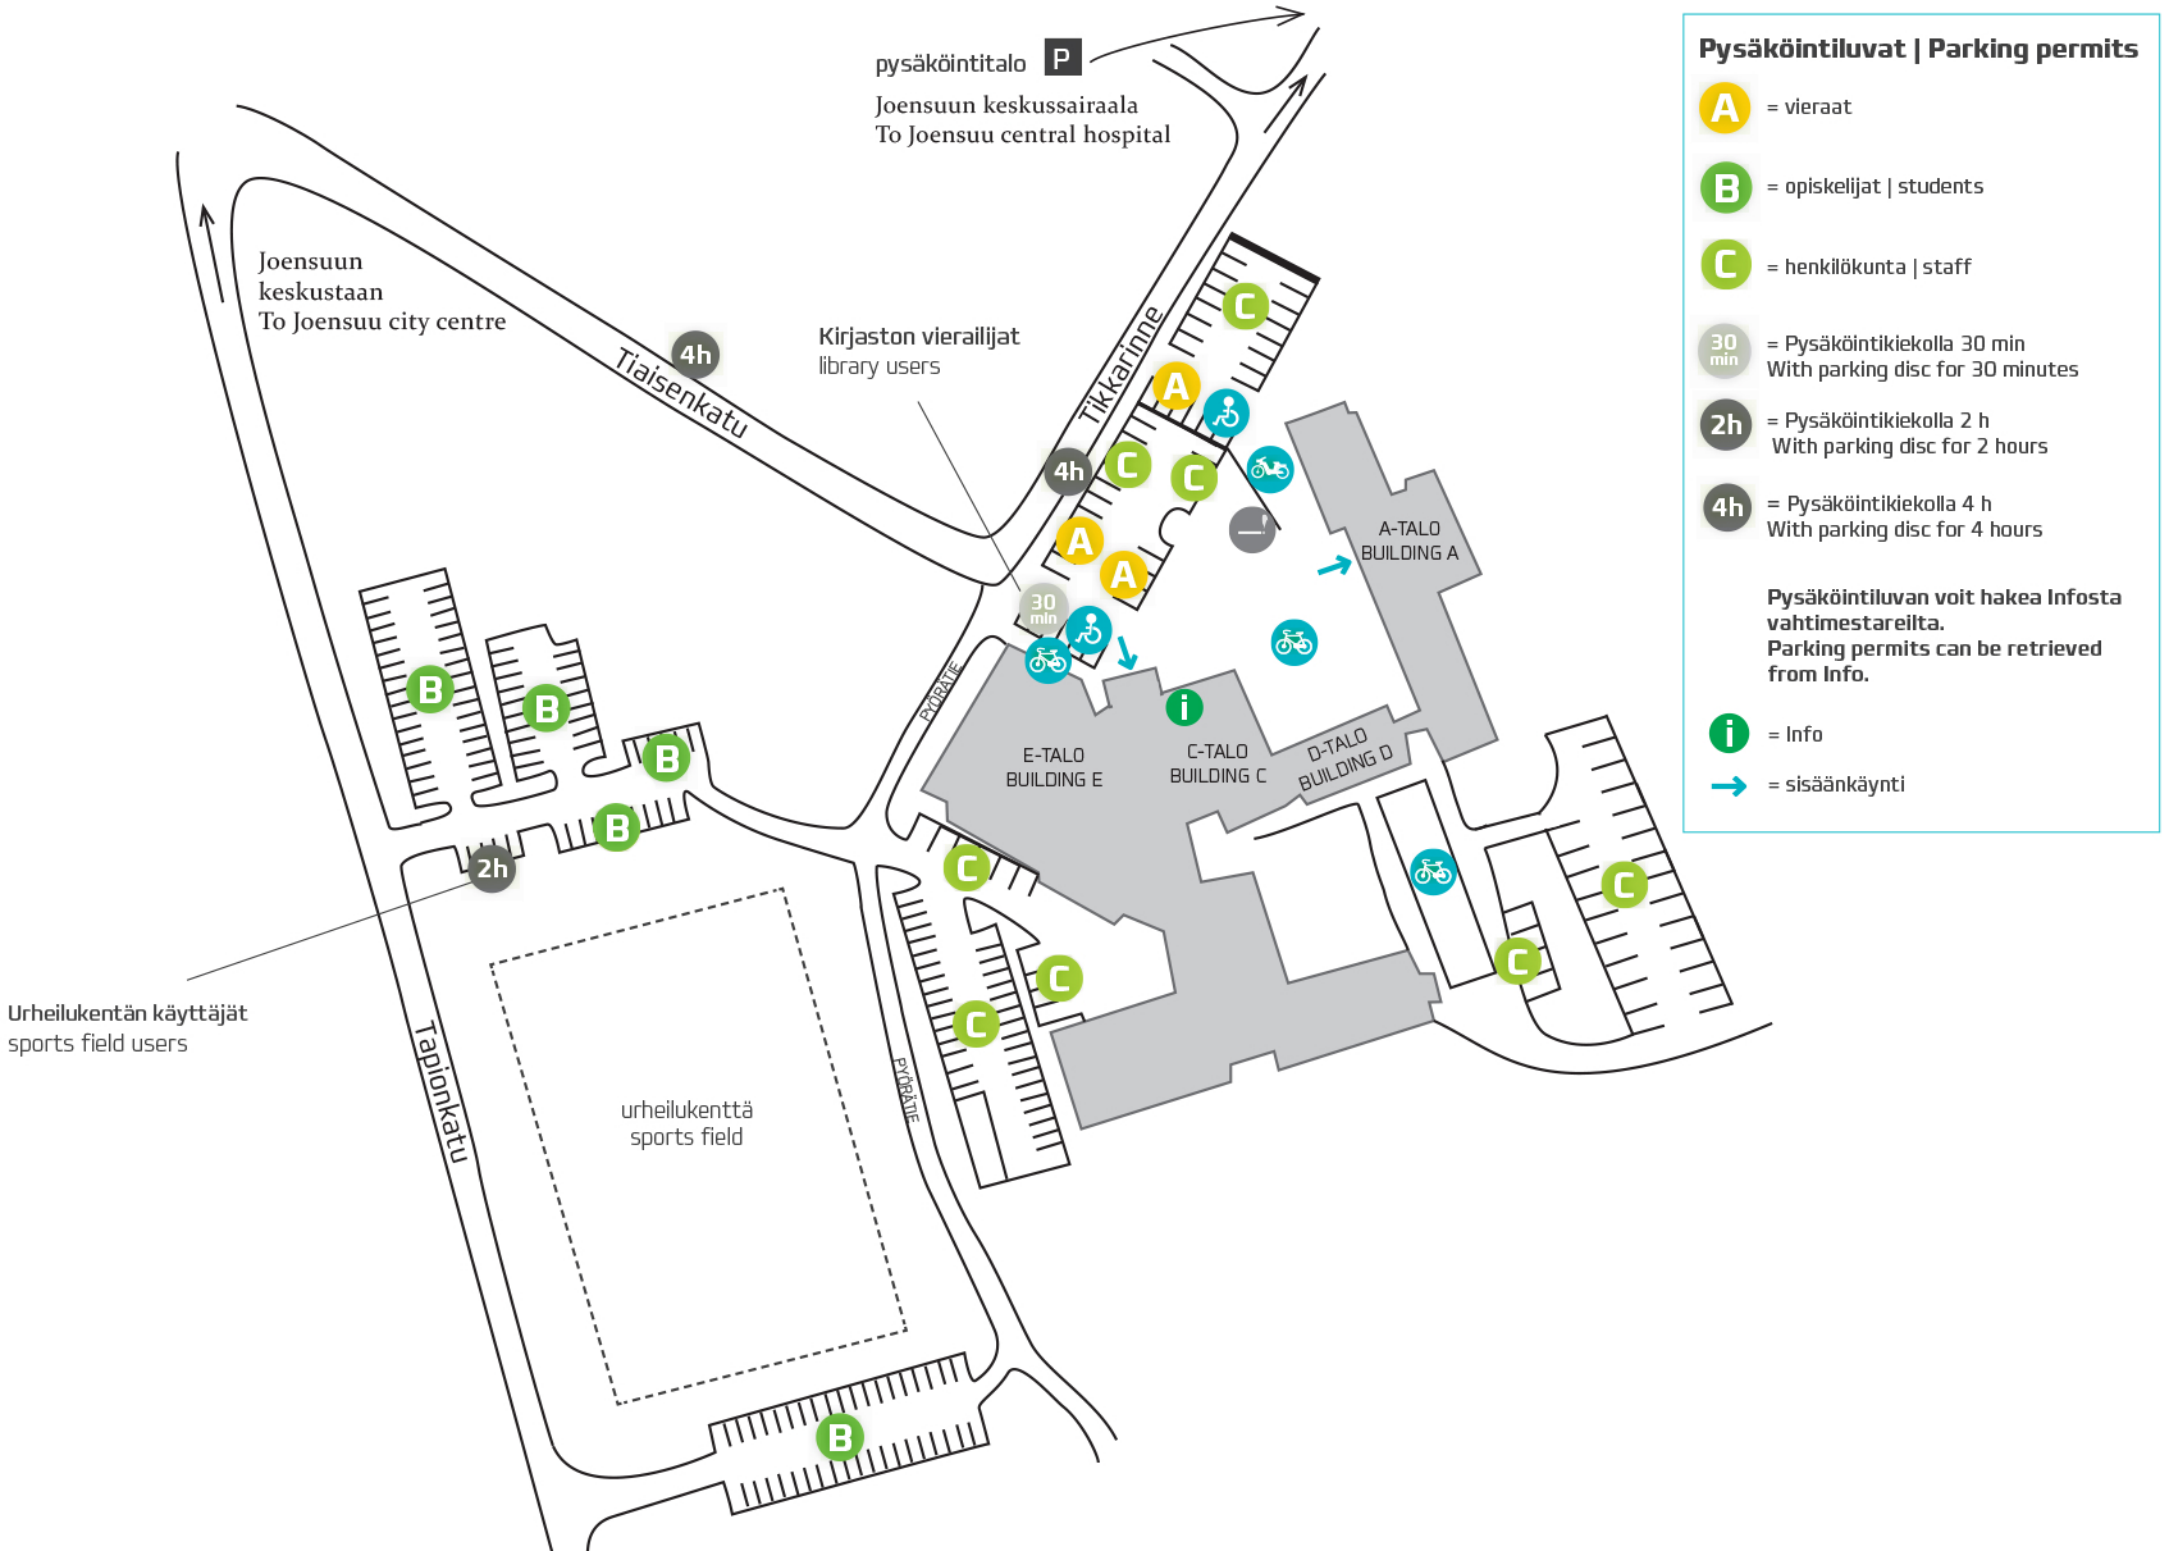 pysäköintitalo P
Joensuun keskussairaala
To Joensuu central hospital
Joensuun
keskustaan
To Joensuu city centre
4h
Tiaisenkatu
Kirjaston vierailijat
library users
Tikkarinne
C
A
4h
C
C
A
A
30
min
A-TALO
BUILDING A
PYÖRÄTIE
i
E-TALO
BUILDING E
C-TALO
BUILDING C
D-TALO
BUILDING D
B
B
B
B
2h
C
C
C
C
C
Urheilukentän käyttäjät
sports field users
Tapionkatu
PYÖRÄTIE
urheilukenttä
sports field
B
Pysäköintiluvat | Parking permits
A = vieraat
B = opiskelijat | students
C = henkilökunta | staff
30
min
= Pysäköintikiekolla 30 min
With parking disc for 30 minutes
2h = Pysäköintikiekolla 2 h
With parking disc for 2 hours
4h = Pysäköintikiekolla 4 h
With parking disc for 4 hours
Pysäköintiluvan voit hakea Infosta
vahtimestareilta.
Parking permits can be retrieved
from Info.
i = Info
= sisäänkäynti